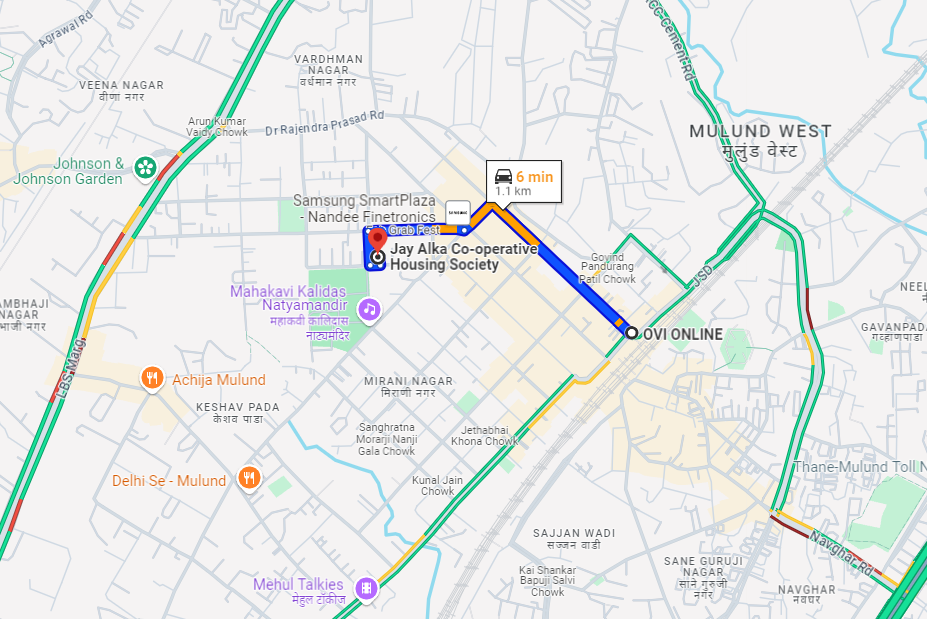 Agrawal Rd
VARDHMAN
NAGAR
वर्धमान नगर
VEENA NAGAR
वीणा नगर
Arun Kumar
Vaidy Chowk
Dr Rajendra Prasad Rd
MULUND WEST
मुलुंड वेस्ट
Johnson &
Johnson Garden
6 min
1.1 km
Samsung SmartPlaza
- Nandee Finetronics
Jay Alka Co-operative
Housing Society
Govind
Pandurang
Patil Chowk
JSD
Mahakavi Kalidas
Natyamandir
महाकवी कालिदास
नाट्यमंदिर
AMBHAJI
NAGAR
भाजी नगर
NEEL
GAVANPADA
गव्हाणपाडा
OVI ONLINE
LBS Marg
Achija Mulund
MIRANI NAGAR
मिराणी नगर
KESHAV PADA
केशव पाडा
Sanghratna
Morarji Nanji
Gala Chowk
Jethabhai
Khona Chowk
Thane-Mulund Toll N
Delhi Se - Mulund
Kunal Jain
Chowk
SAJJAN WADI
सज्जन वाडी
Navghar Rd
Kai Shankar
Bapuji Salvi
Chowk
SANE GURUJI
NAGAR
साने गुरुजी
नगर
Mehul Talkies
मेहुल टॉकीज
NAVGHAR
नवघर